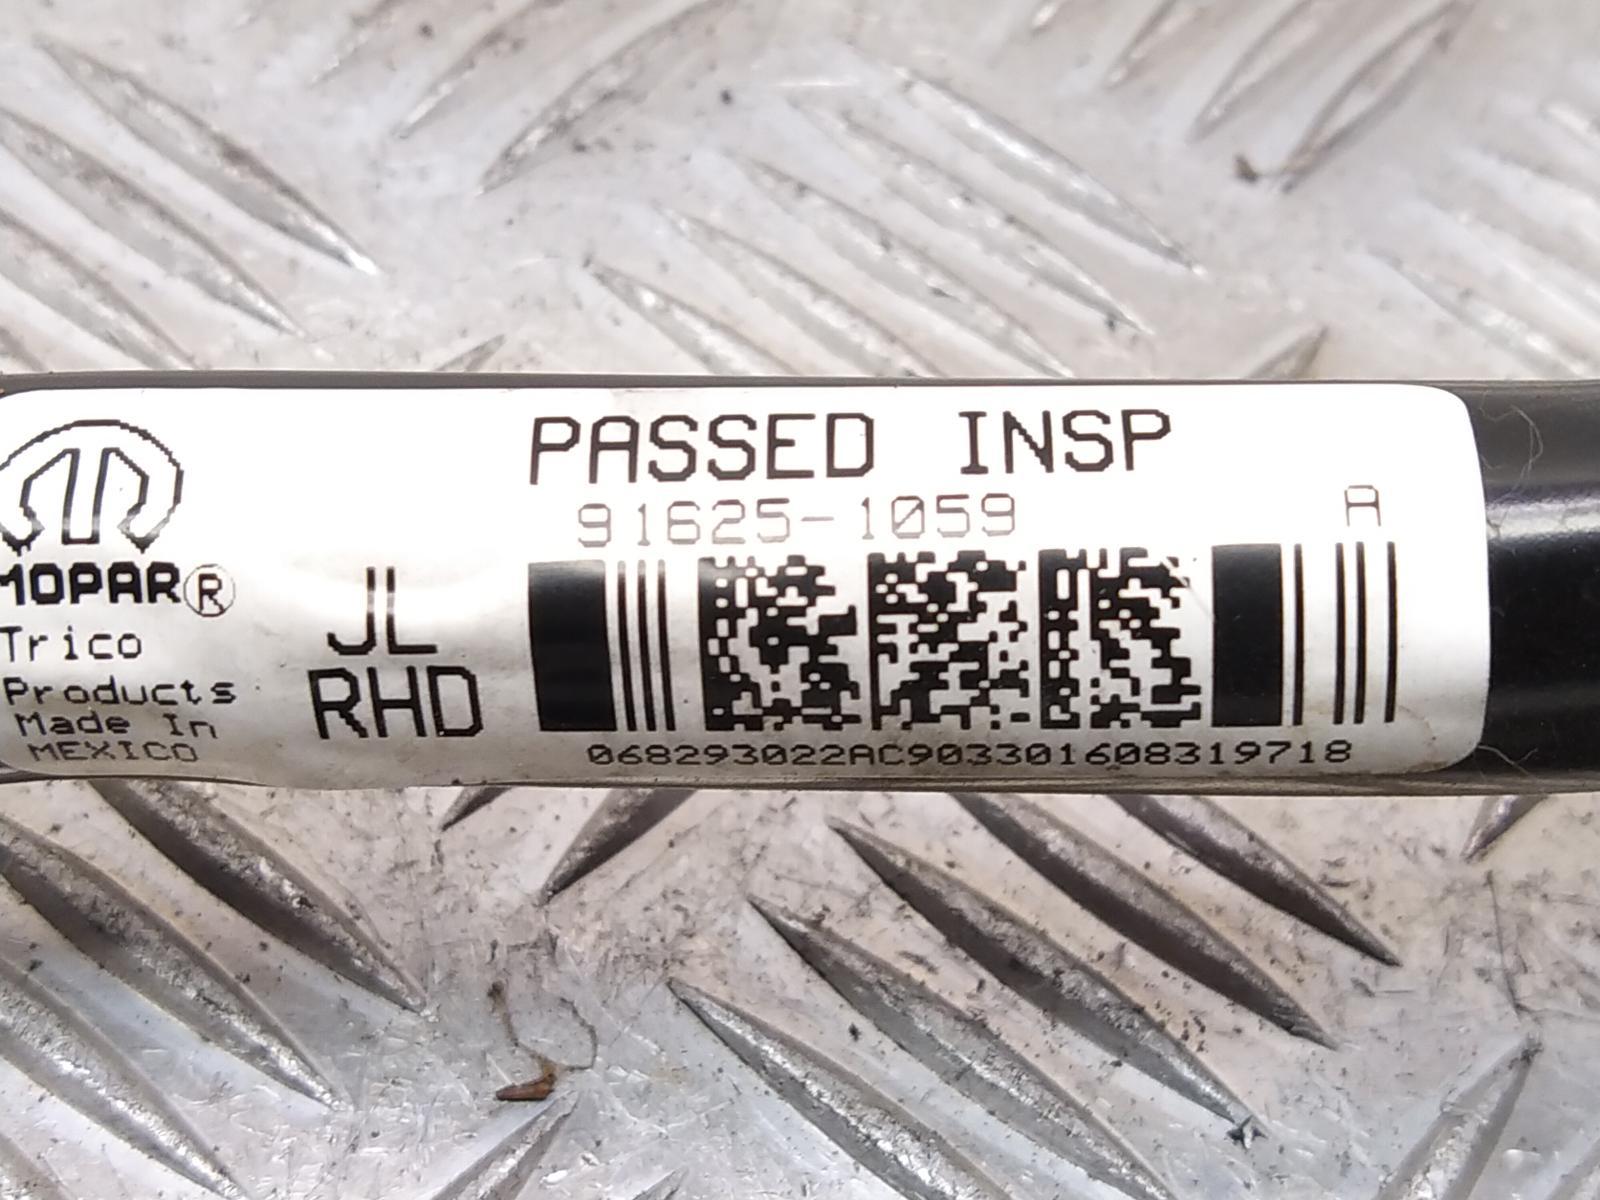 MOPAR®
Trico
Products
Made In
MEXICO
JL
RHD
PASSED INSP
91625-1059 A
068293022AC903301608319718